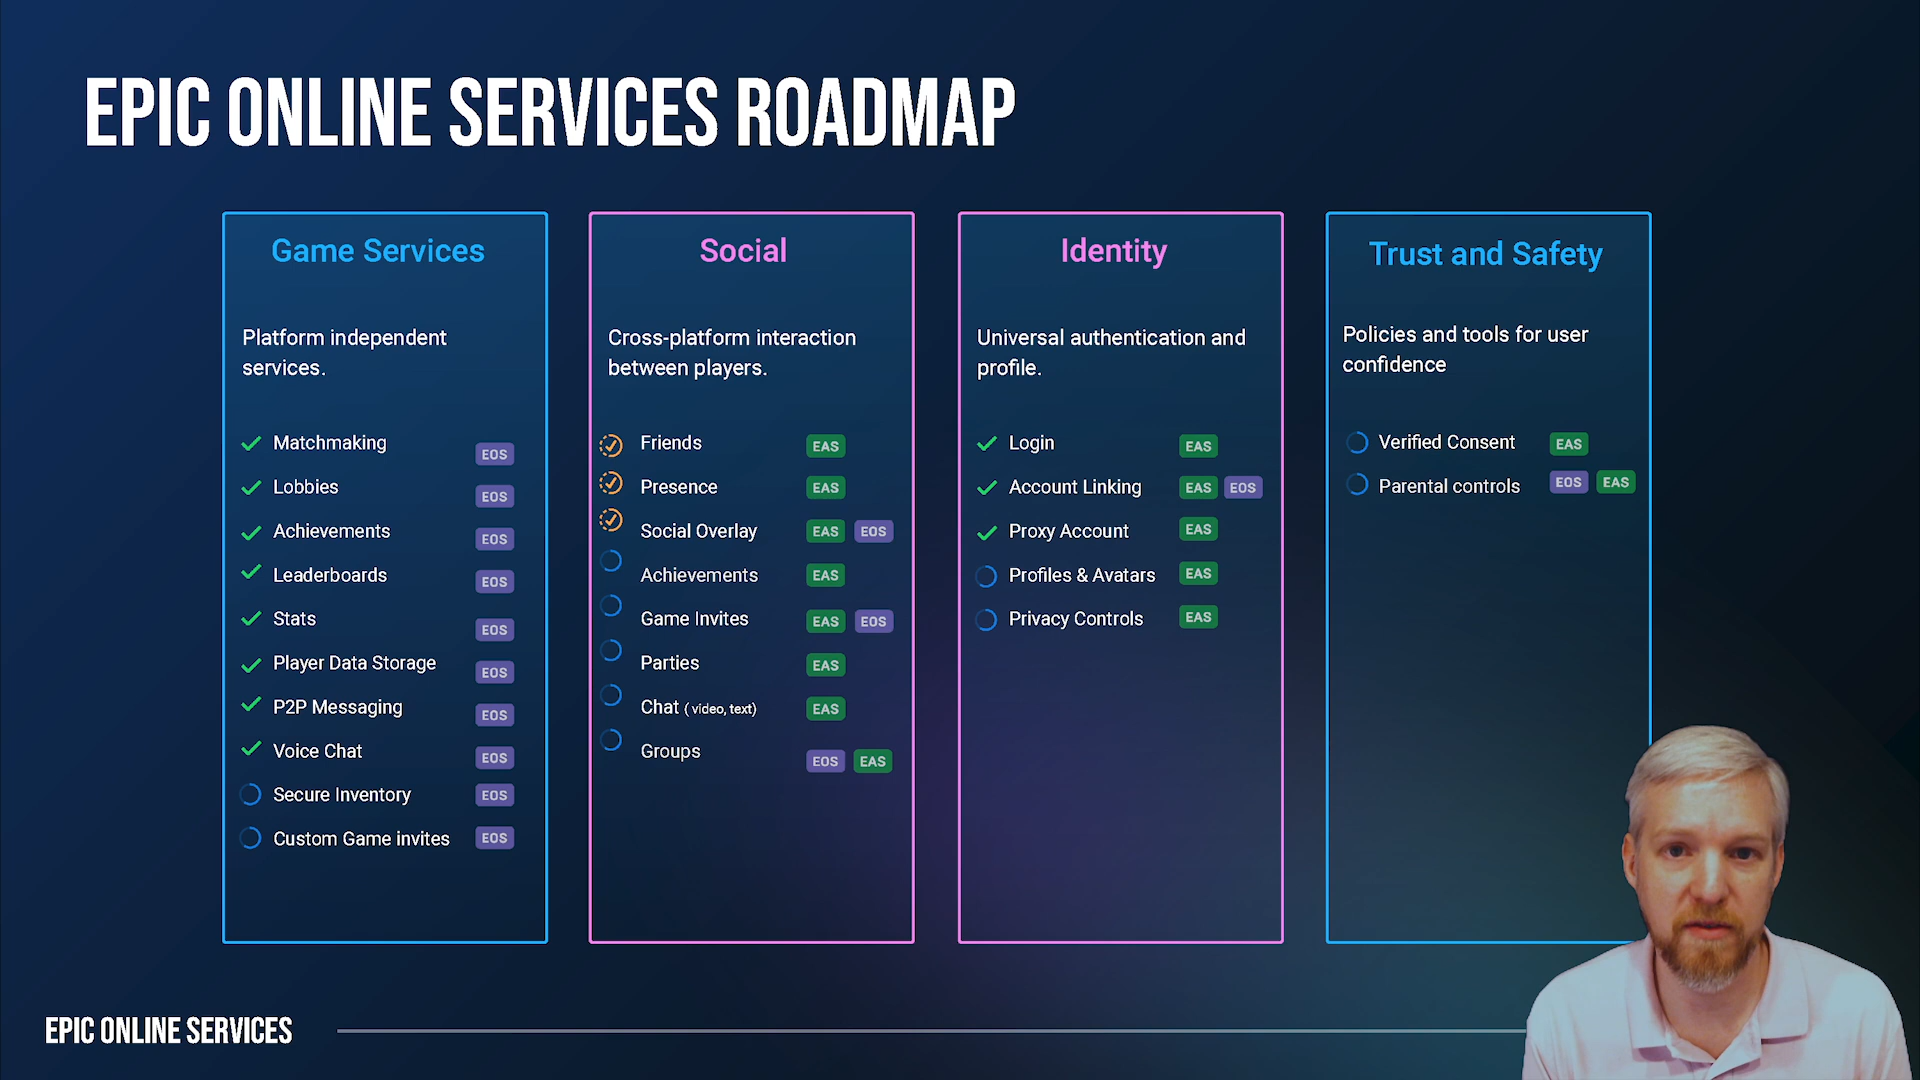 EPIC ONLINE SERVICES ROADMAP
Game Services
Platform independent
services.
Matchmaking EOS
Lobbies EOS
Achievements EOS
Leaderboards EOS
Stats EOS
Player Data Storage EOS
P2P Messaging EOS
Voice Chat EOS
Secure Inventory EOS
Custom Game invites EOS
Social
Cross-platform interaction
between players.
Friends EAS
Presence EAS
Social Overlay EAS EOS
Achievements EAS
Game Invites EAS EOS
Parties EAS
Chat ( video, text) EAS
Groups EOS EAS
Identity
Universal authentication and
profile.
Login EAS
Account Linking EAS EOS
Proxy Account EAS
Profiles & Avatars EAS
Privacy Controls EAS
Trust and Safety
Policies and tools for user
confidence
Verified Consent EAS
Parental controls EOS EAS
EPIC ONLINE SERVICES